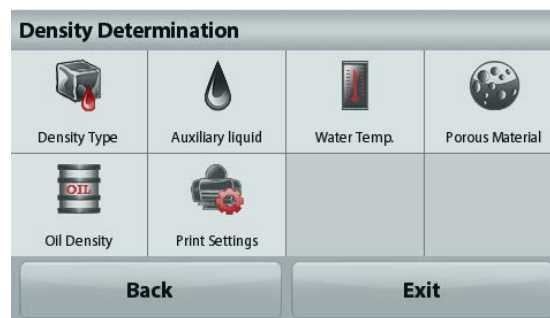 Density Determination
Density Type
Auxiliary liquid
Water Temp.
Porous Material
OIL
Oil Density
Print Settings
Back
Exit